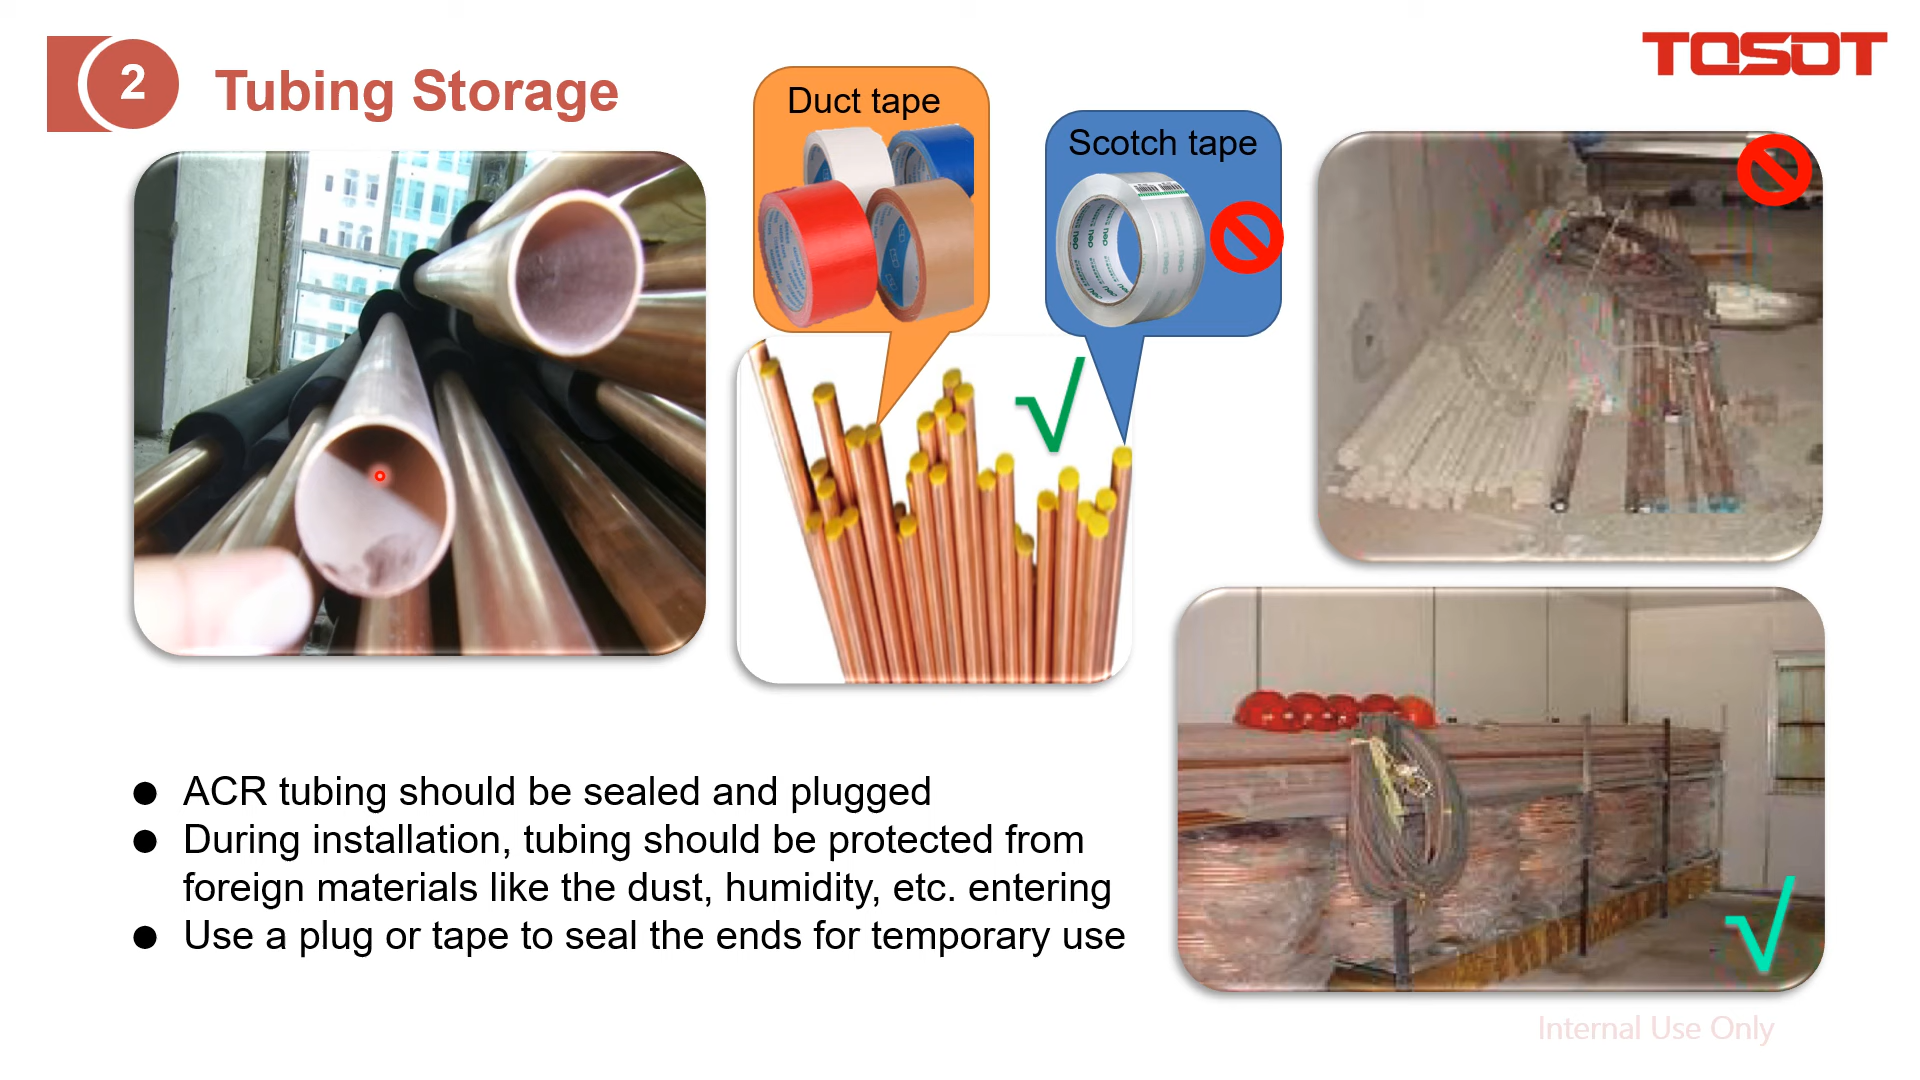 2
Tubing Storage
TOSOT
Duct tape
Scotch tape
● ACR tubing should be sealed and plugged
● During installation, tubing should be protected from
foreign materials like the dust, humidity, etc. entering
● Use a plug or tape to seal the ends for temporary use
Internal Use Only